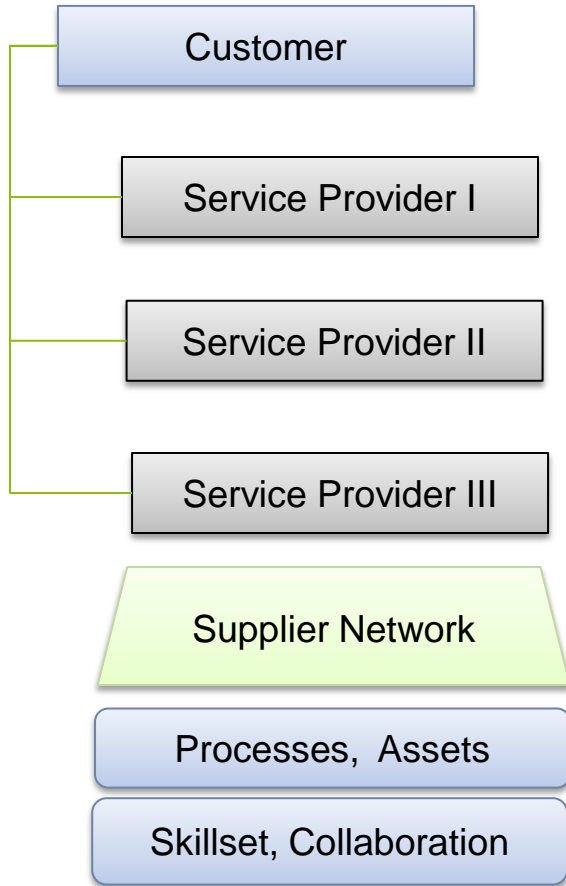 Customer
Service Provider I
Service Provider II
Service Provider III
Supplier Network
Processes,  Assets
Skillset, Collaboration